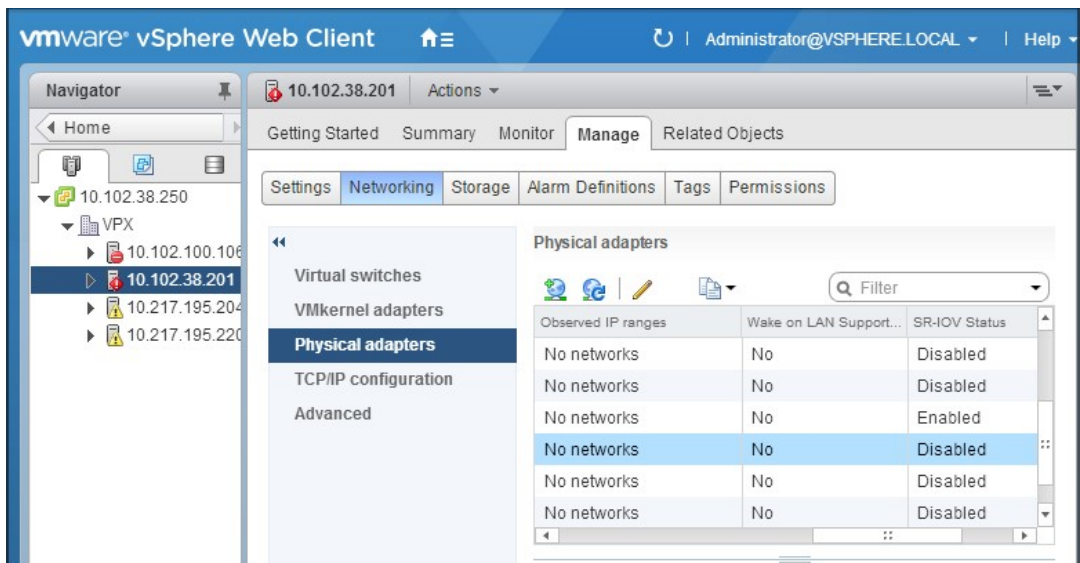 vmware® vSphere Web Client
Administrator@VSPHERE.LOCAL
Help
Navigator
Home
10.102.38.250
VPX
10.102.100.106
10.102.38.201
10.217.195.204
10.217.195.220
10.102.38.201 Actions
Getting Started Summary Monitor Manage Related Objects
Settings Networking Storage Alarm Definitions Tags Permissions
Virtual switches
VMkernel adapters
Physical adapters
TCP/IP configuration
Advanced
Physical adapters
Filter
Observed IP ranges Wake on LAN Support... SR-IOV Status
No networks No Disabled
No networks No Disabled
No networks No Enabled
No networks No Disabled
No networks No Disabled
No networks No Disabled